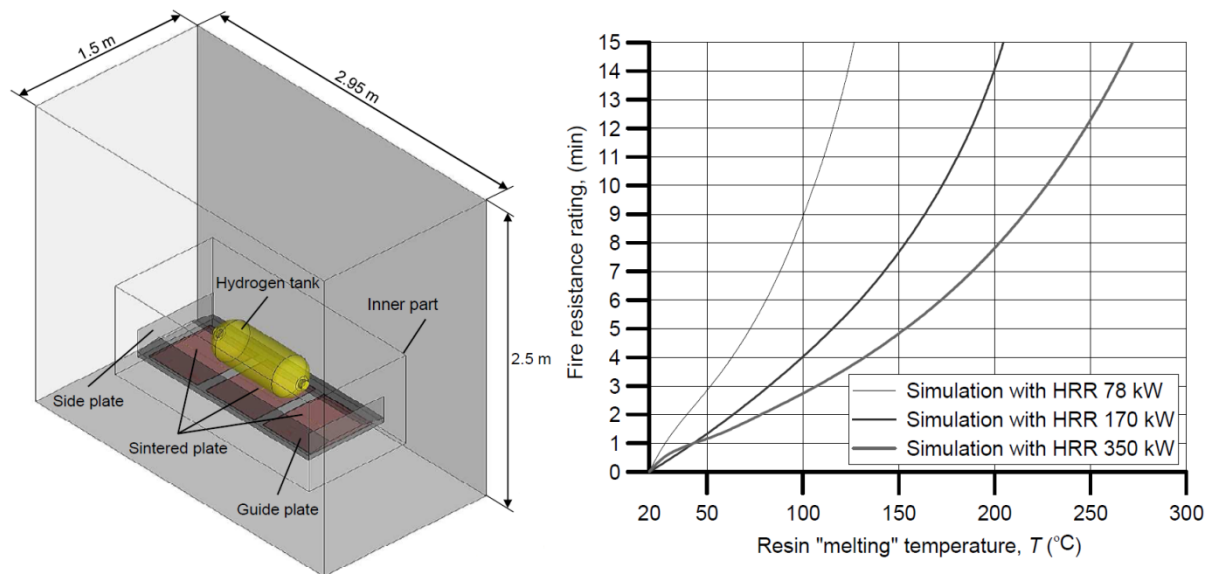 1.5 m
2.95 m
Hydrogen tank
Inner part
2.5 m
Side plate
Sintered plate
Guide plate
Fire resistance rating, (min)
15
14
13
12
11
10
9
8
7
6
5
4
3
2
1
0
Simulation with HRR 78 kW
Simulation with HRR 170 kW
Simulation with HRR 350 kW
20 50 100 150 200 250 300
Resin "melting" temperature, T (°C)